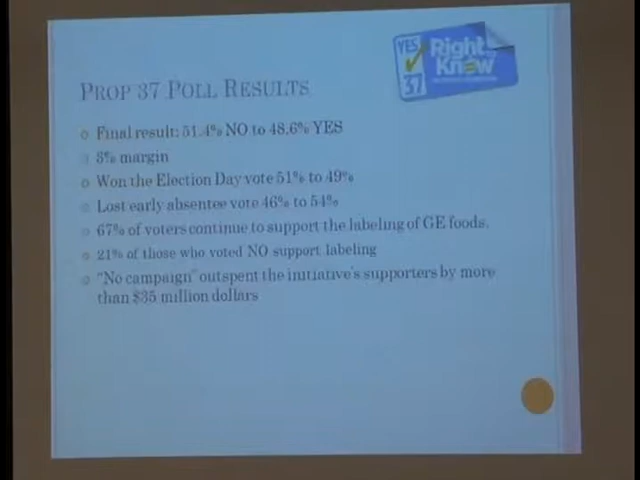 YES
37
Right to
Know
PROP 37 POLL RESULTS
Final result: 51.4% NO to 48.6% YES
3% margin
Won the Election Day vote 51% to 49%
Lost early absentee vote 46% to 54%
67% of voters continue to support the labeling of GE foods.
21% of those who voted NO support labeling
"No campaign" outspent the initiative's supporters by more
than $35 million dollars